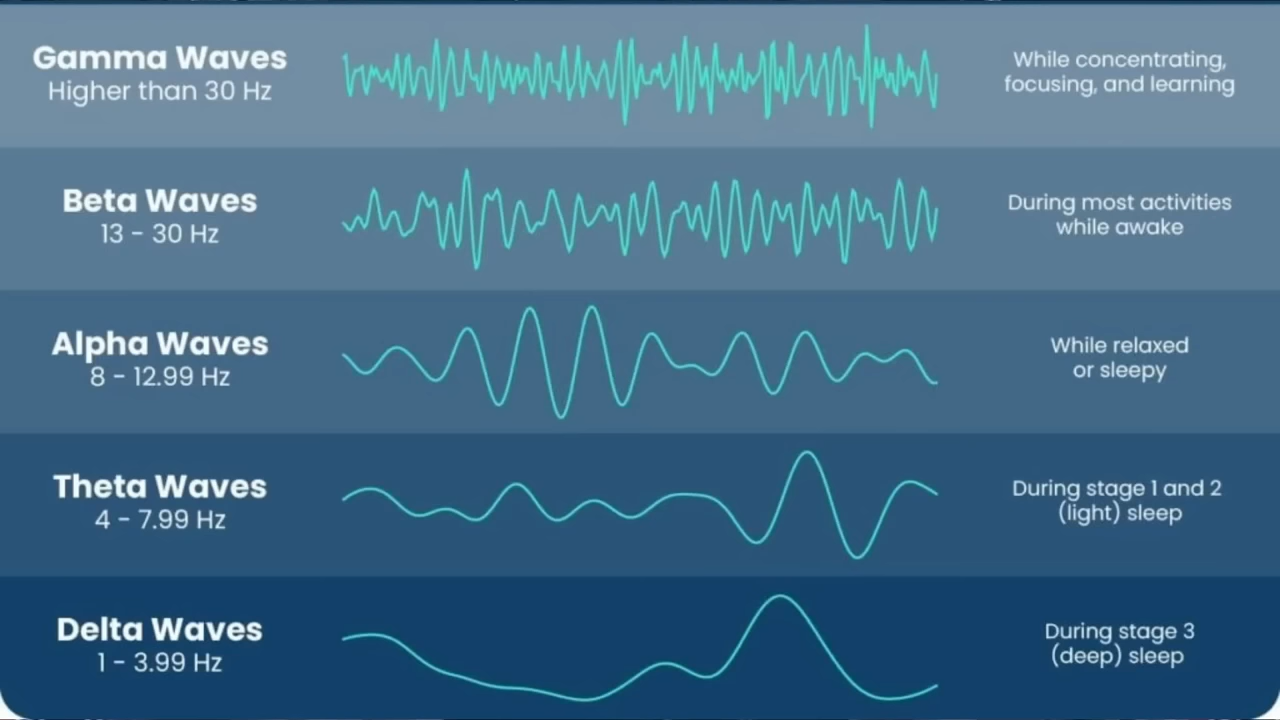 Gamma Waves
Higher than 30 Hz
While concentrating,
focusing, and learning
Beta Waves
13 - 30 Hz
During most activities
while awake
Alpha Waves
8 - 12.99 Hz
While relaxed
or sleepy
Theta Waves
4 - 7.99 Hz
During stage 1 and 2
(light) sleep
Delta Waves
1 - 3.99 Hz
During stage 3
(deep) sleep